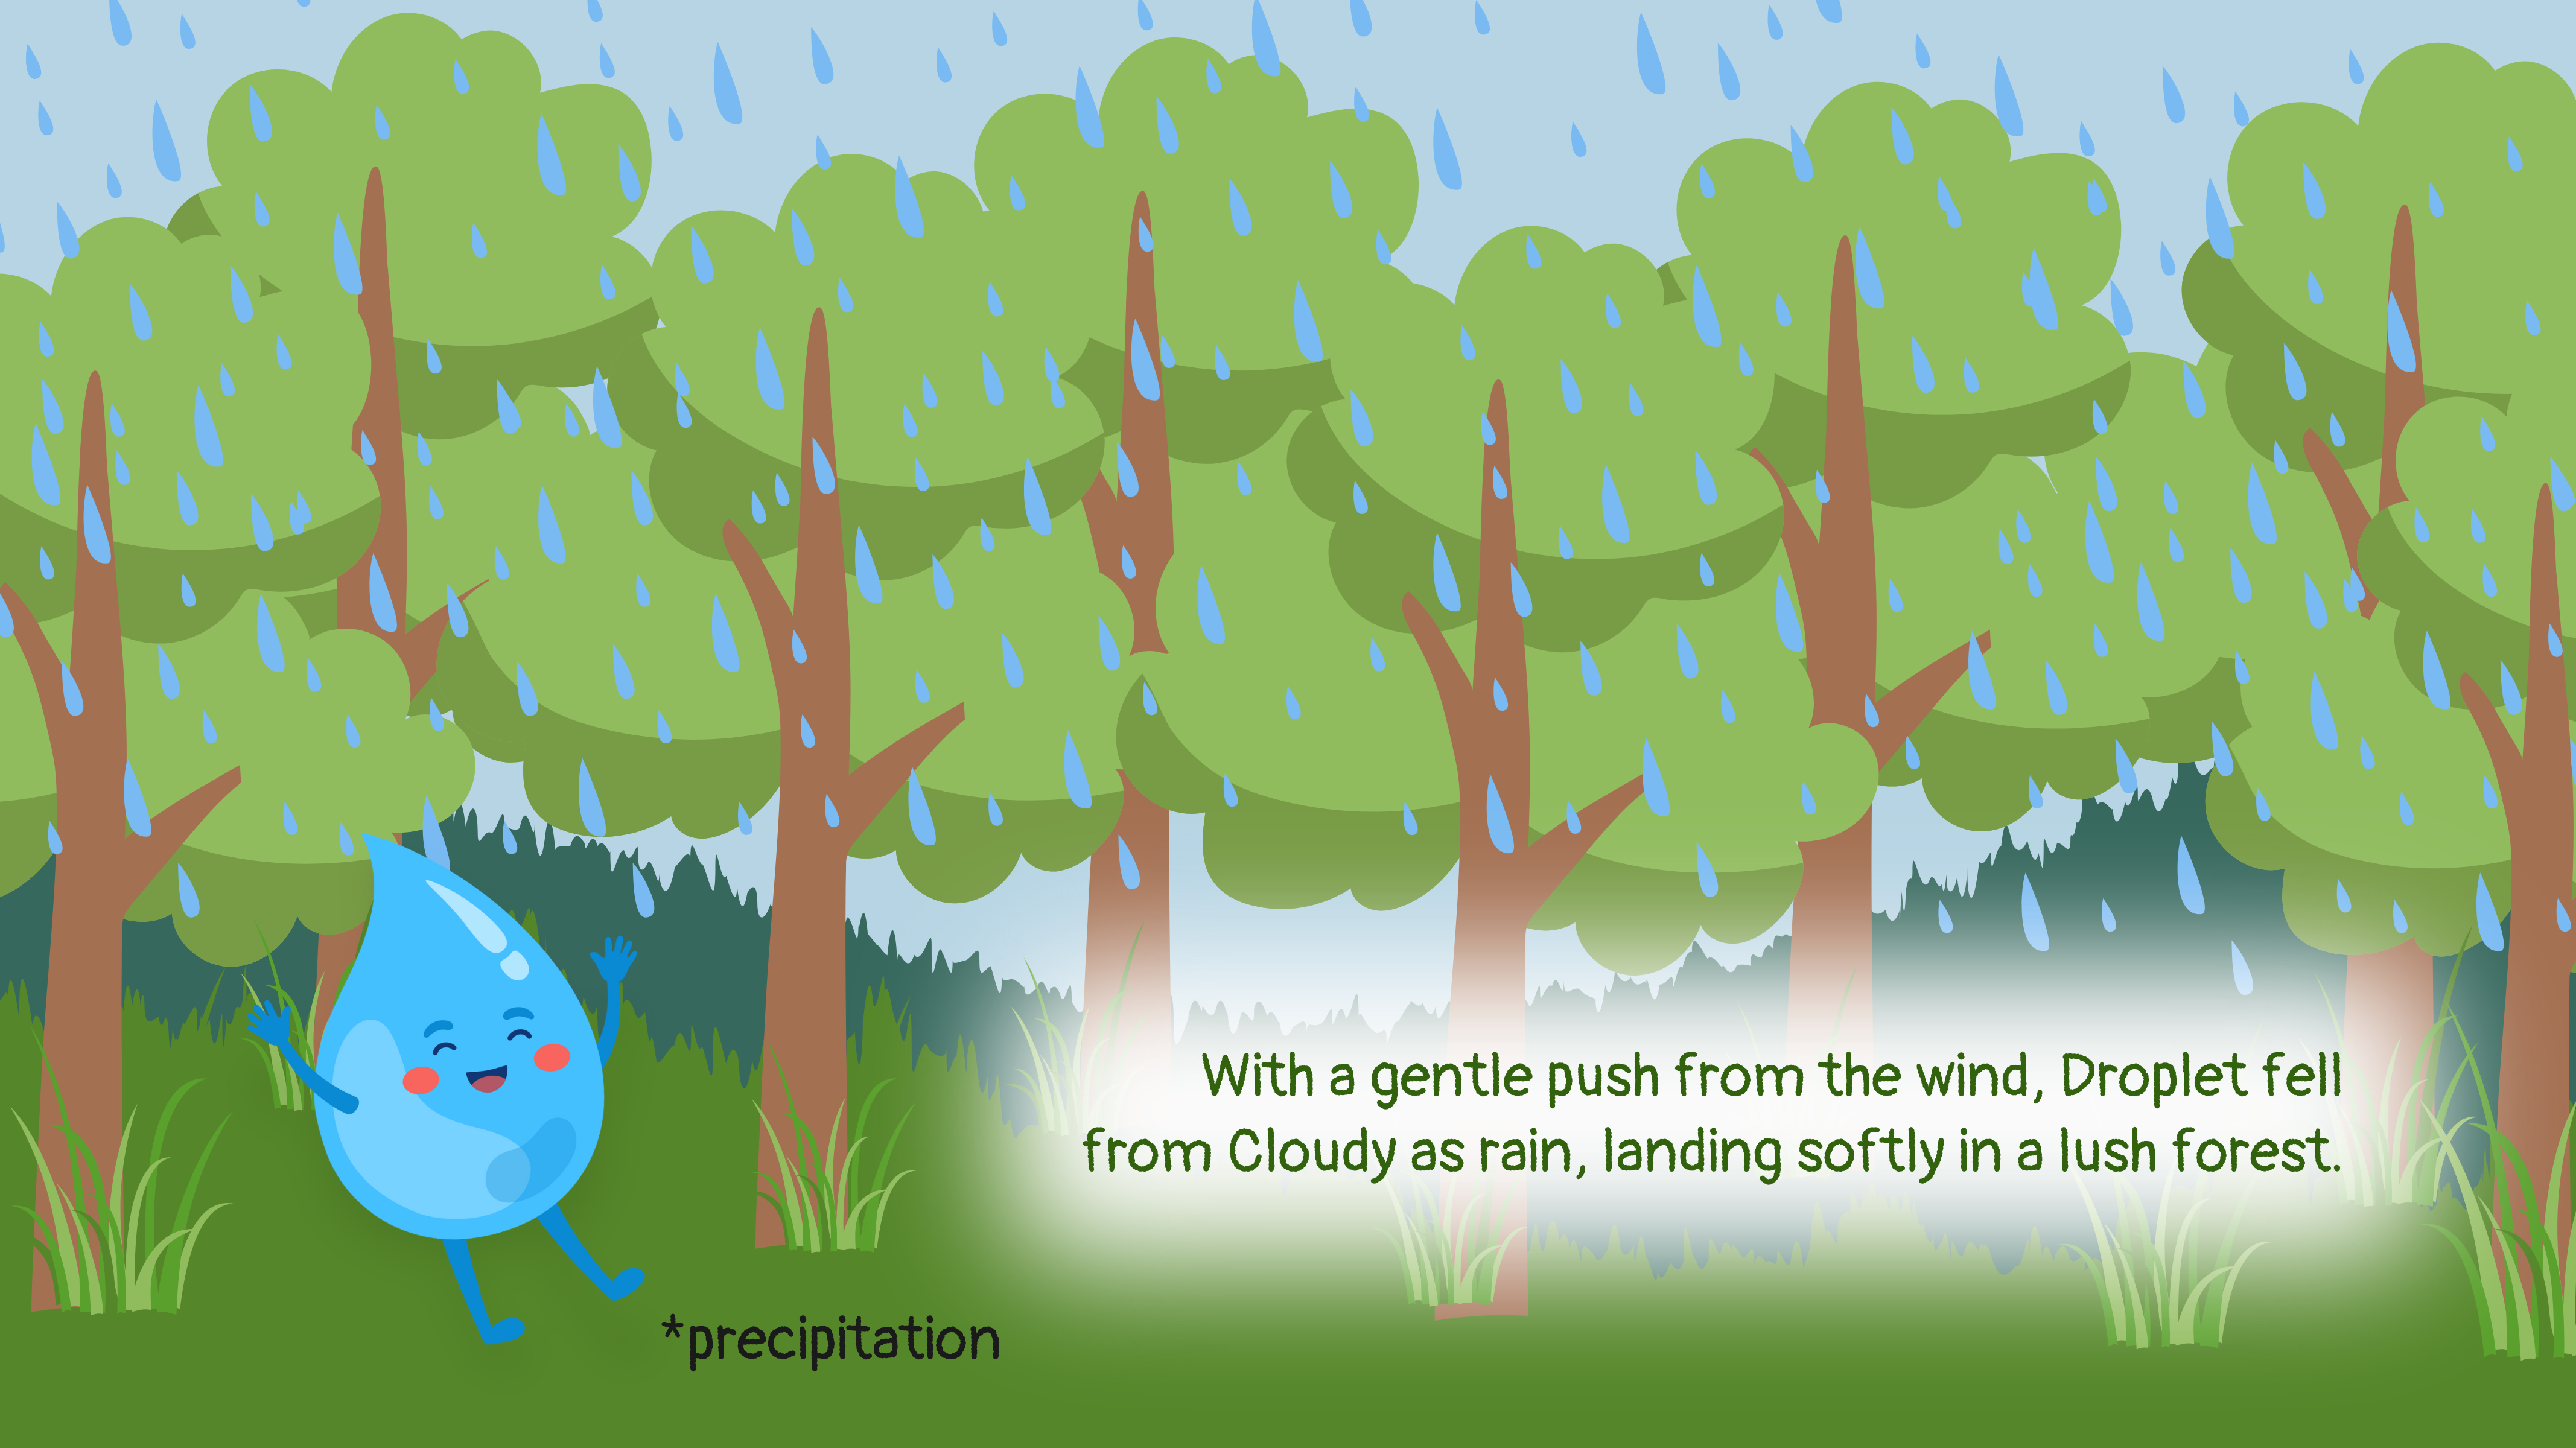 With a gentle push from the wind, Droplet fell
from Cloudy as rain, landing softly in a lush forest.
*precipitation